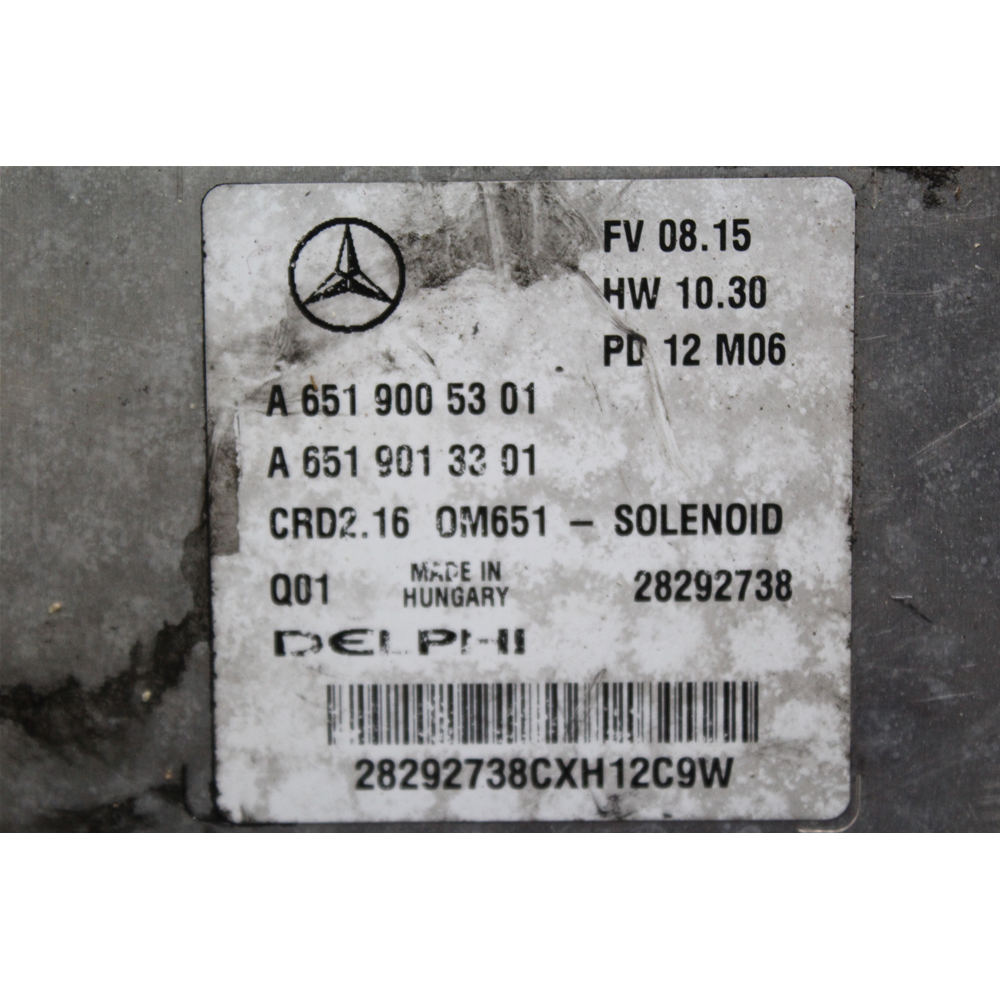 FV 08.15
HW 10.30
PD 12 M06
A 651 900 53 01
A 651 901 33 01
CRD2.16 OM651 - SOLENOID
Q01 MADE IN HUNGARY 28292738
DELPHI
28292738CXH12C9W